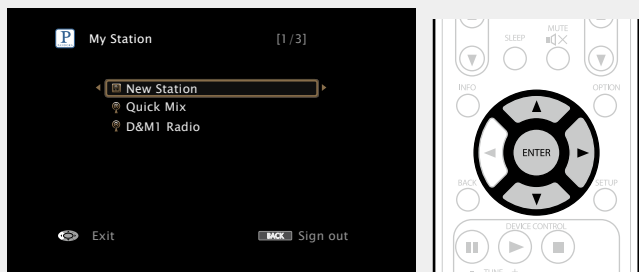 P
My Station [1/3]
New Station
Quick Mix
D&M1 Radio
Exit BACK Sign out
SLEEP MUTE
INFO OPTION
ENTER
BACK SETUP
DEVICE CONTROL
TUNE +